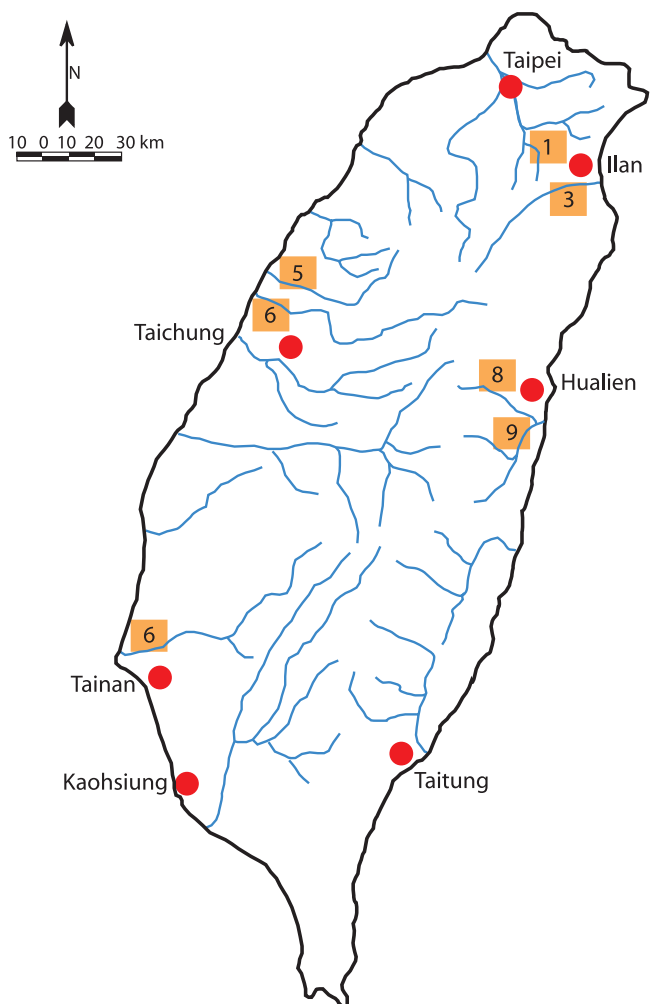 Taipei
N
10 0 10 20 30 km
1
Ilan
3
5
6
Taichung
8
Hualien
9
6
Tainan
Kaohsiung
Taitung